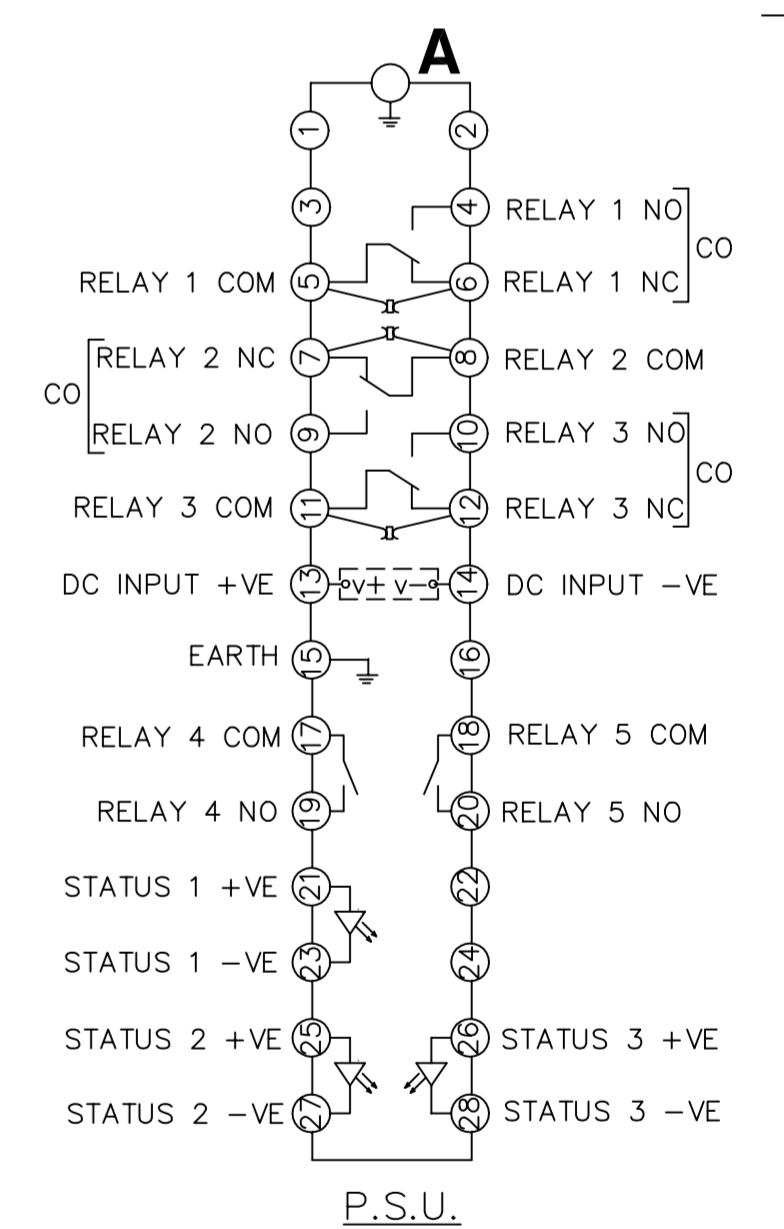 A
1 2
3 4 RELAY 1 NO
CO
RELAY 1 COM 5 6 RELAY 1 NC
RELAY 2 NC 7 8 RELAY 2 COM
CO
RELAY 2 NO 9 10 RELAY 3 NO
CO
RELAY 3 COM 11 12 RELAY 3 NC
DC INPUT +VE 13 V+ V− 14 DC INPUT −VE
EARTH 15 16
RELAY 4 COM 17 18 RELAY 5 COM
RELAY 4 NO 19 20 RELAY 5 NO
STATUS 1 +VE 21 22
STATUS 1 −VE 23 24
STATUS 2 +VE 25 26 STATUS 3 +VE
STATUS 2 −VE 27 28 STATUS 3 −VE
P.S.U.